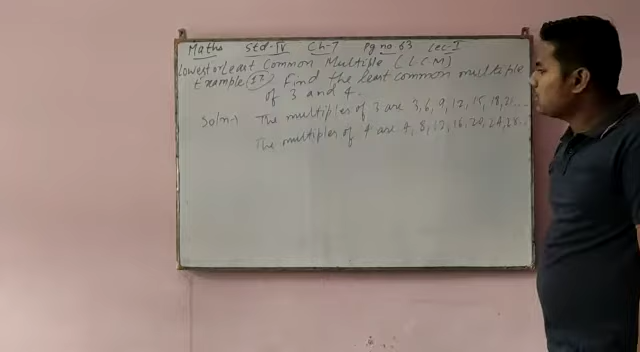 Maths Std-IV Ch-7 Pg no 63 Lec-I
Lowest or Least Common Multiple (L.C.M)
Example Find the least common multiple
of 3 and 4.
Soln→ The multiples of 3 are 3,6,9,12,15,18,21...
The multiples of 4 are 4,8,12,16,20,24,28...